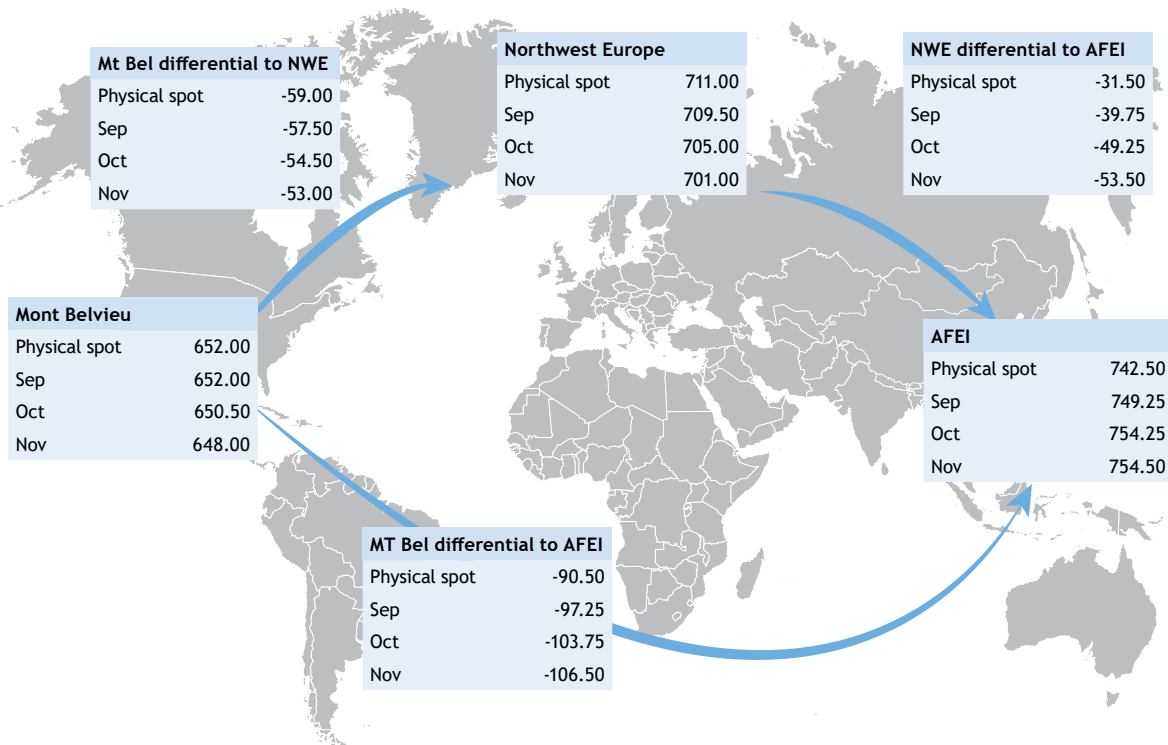 Mt Bel differential to NWE
Physical spot -59.00
Sep -57.50
Oct -54.50
Nov -53.00
Northwest Europe
Physical spot 711.00
Sep 709.50
Oct 705.00
Nov 701.00
NWE differential to AFEI
Physical spot -31.50
Sep -39.75
Oct -49.25
Nov -53.50
Mont Belvieu
Physical spot 652.00
Sep 652.00
Oct 650.50
Nov 648.00
AFEI
Physical spot 742.50
Sep 749.25
Oct 754.25
Nov 754.50
MT Bel differential to AFEI
Physical spot -90.50
Sep -97.25
Oct -103.75
Nov -106.50